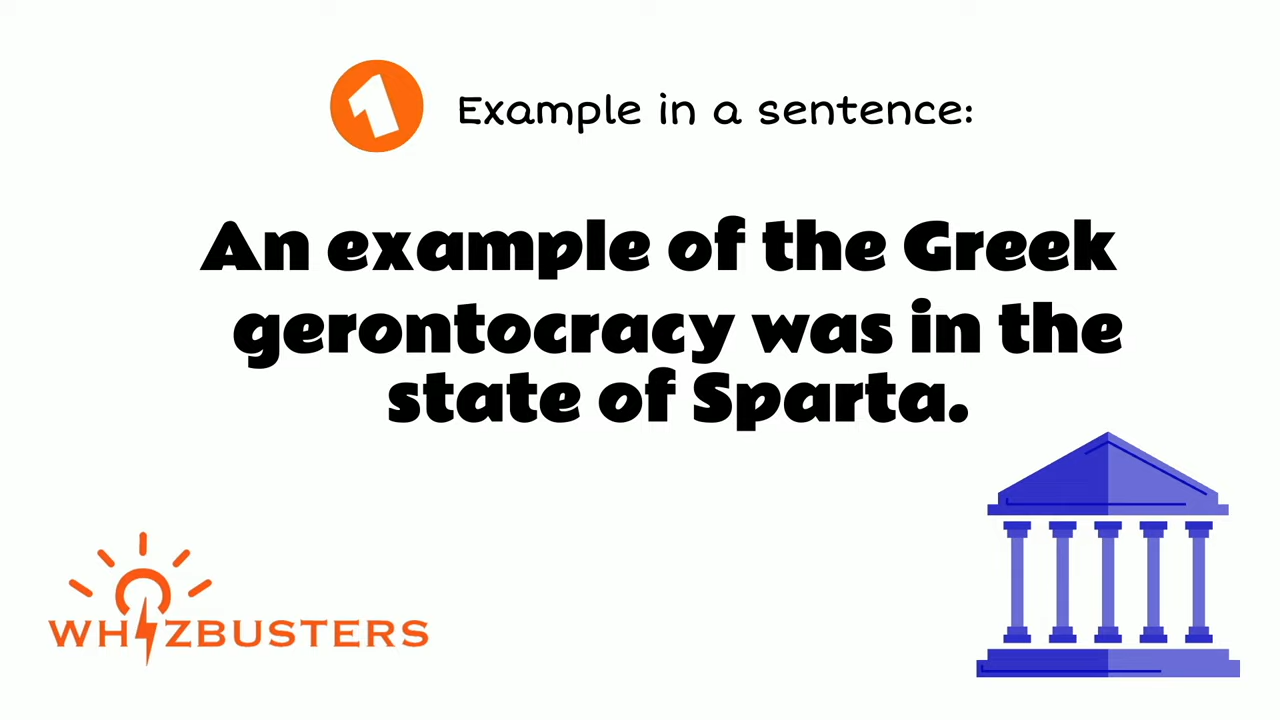 1 Example in a sentence:
An example of the Greek
gerontocracy was in the
state of Sparta.
WHIZBUSTERS